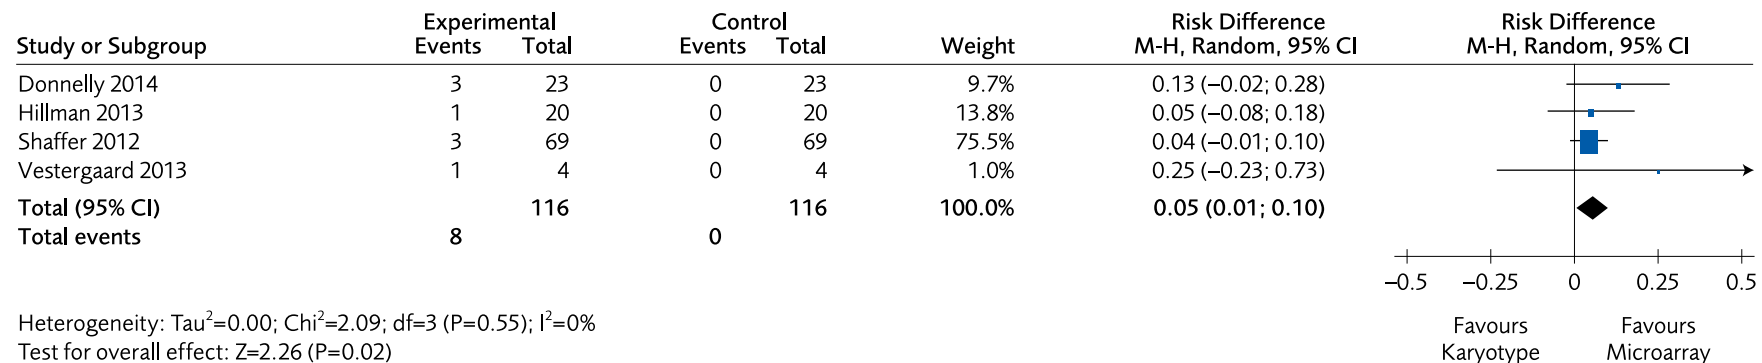 Experimental Control Risk Difference Risk Difference
Study or Subgroup Events Total Events Total Weight M-H, Random, 95% CI M-H, Random, 95% CI
Donnelly 2014 3 23 0 23 9.7% 0.13 (–0.02; 0.28)
Hillman 2013 1 20 0 20 13.8% 0.05 (–0.08; 0.18)
Shaffer 2012 3 69 0 69 75.5% 0.04 (–0.01; 0.10)
Vestergaard 2013 1 4 0 4 1.0% 0.25 (–0.23; 0.73)
Total (95% CI) 116 116 100.0% 0.05 (0.01; 0.10)
Total events 8 0
–0.5 –0.25 0 0.25 0.5
Heterogeneity: Tau²=0.00; Chi²=2.09; df=3 (P=0.55); I²=0% Favours Favours
Test for overall effect: Z=2.26 (P=0.02) Karyotype Microarray